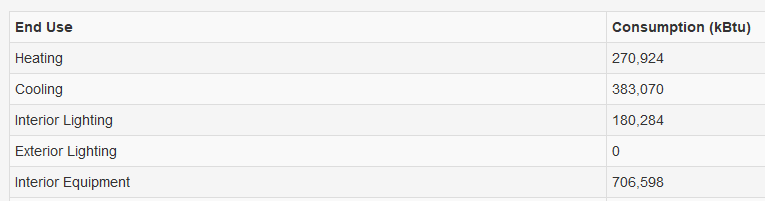 End Use Consumption (kBtu)
Heating 270,924
Cooling 383,070
Interior Lighting 180,284
Exterior Lighting 0
Interior Equipment 706,598